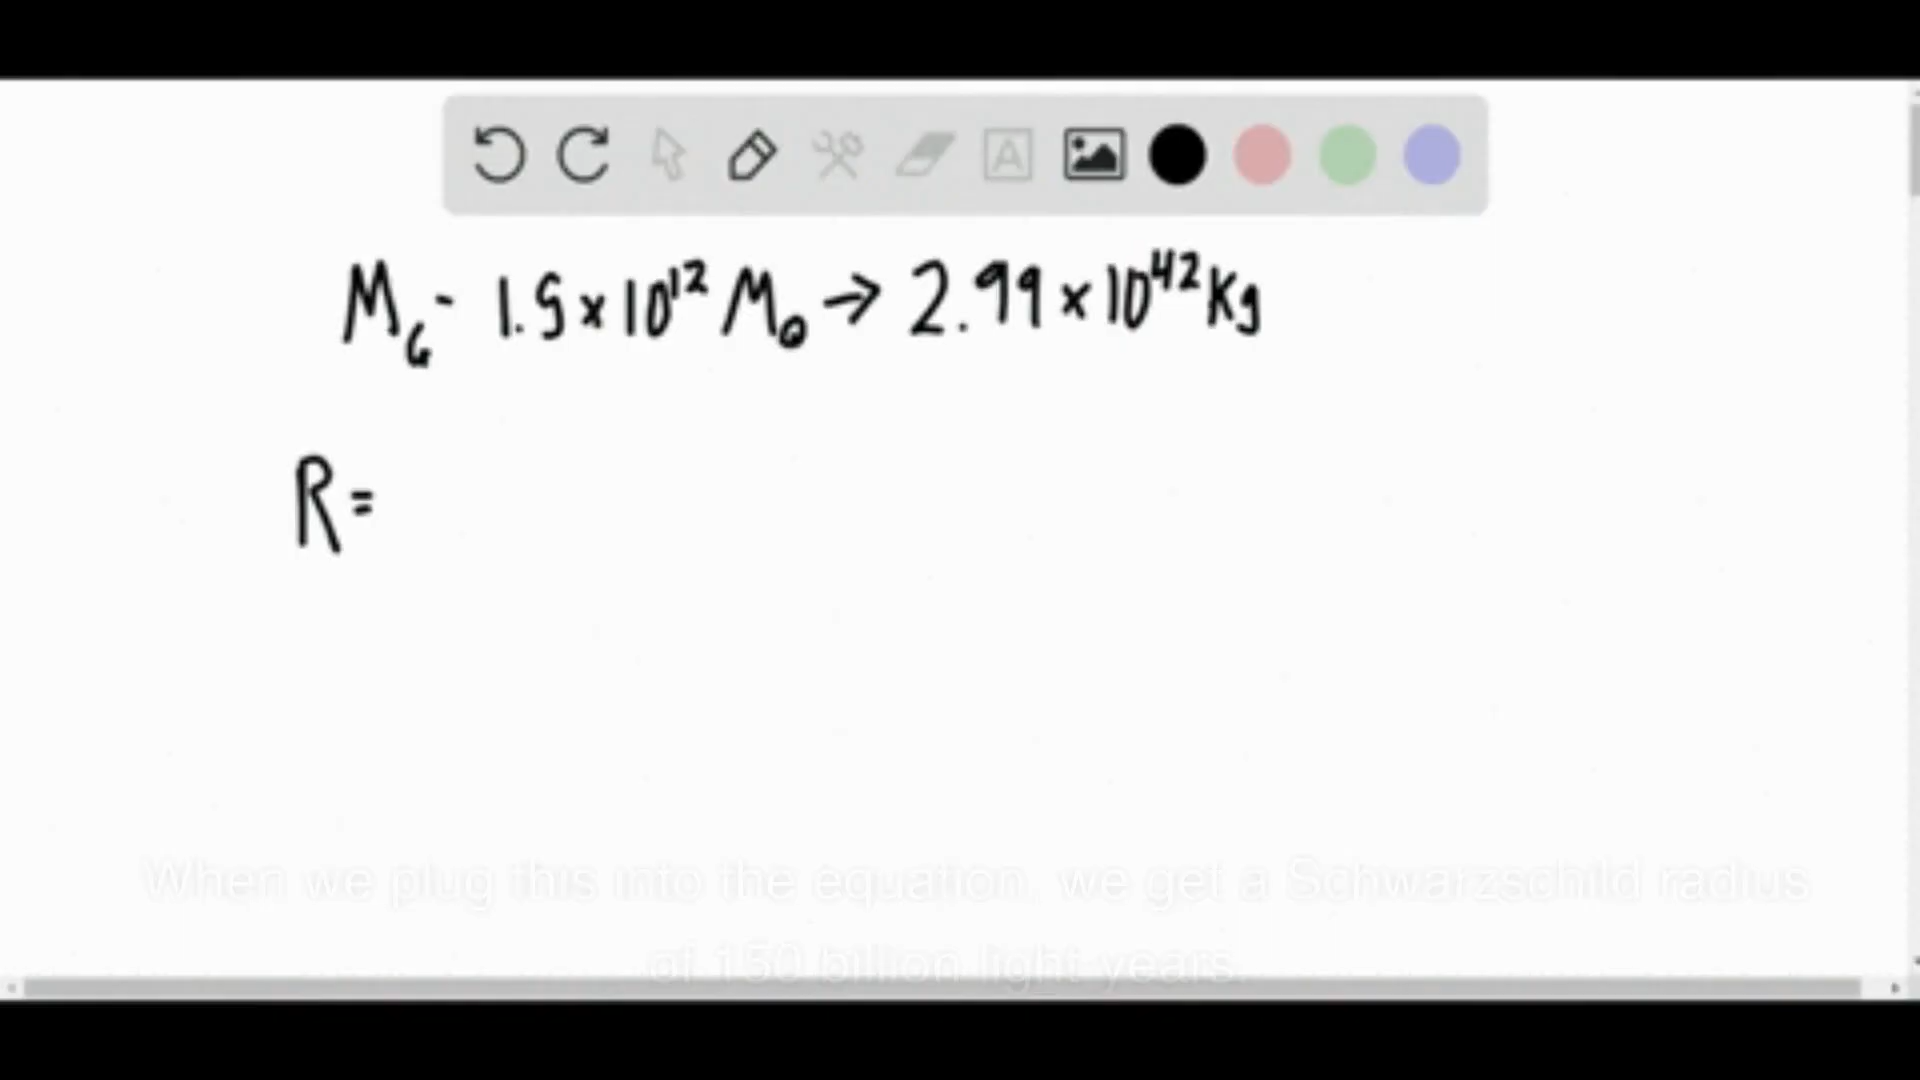 A
M_G - 1.5 × 10^12 M_⊙ → 2.99 × 10^42 Kg
R =
When we plug this into the equation, we get a Schwarzschild radius
of 150 billion light years.